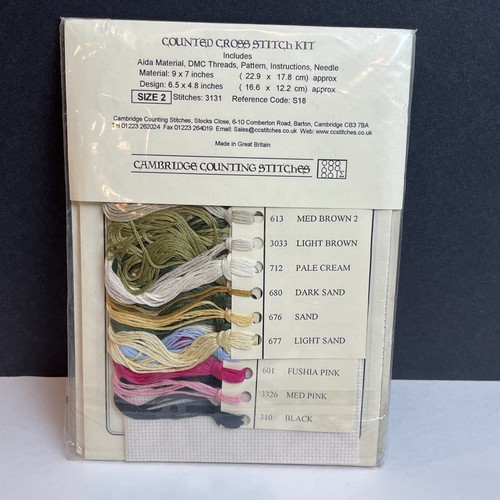 COUNTED CROSS STITCH KIT
Includes
Aida Material, DMC Threads, Pattern, Instructions, Needle
Material: 9 x 7 inches ( 22.9 x 17.8 cm) approx
Design: 6.5 x 4.8 inches ( 16.6 x 12.2 cm) approx
SIZE 2 Stitches: 3131 Reference Code: S18
Cambridge Counting Stitches, Stocks Close, 6-10 Comberton Road, Barton, Cambridge CB3 7BA
Tel 01223 262024 Fax 01223 264019 Email: Sales@ccstitches.co.uk Web: www.ccstitches.co.uk
Made in Great Britain
CAMBRIDGE COUNTING STITCHES
613 MED BROWN 2
3033 LIGHT BROWN
712 PALE CREAM
680 DARK SAND
676 SAND
677 LIGHT SAND
601 FUSHIA PINK
3326 MED PINK
310 BLACK